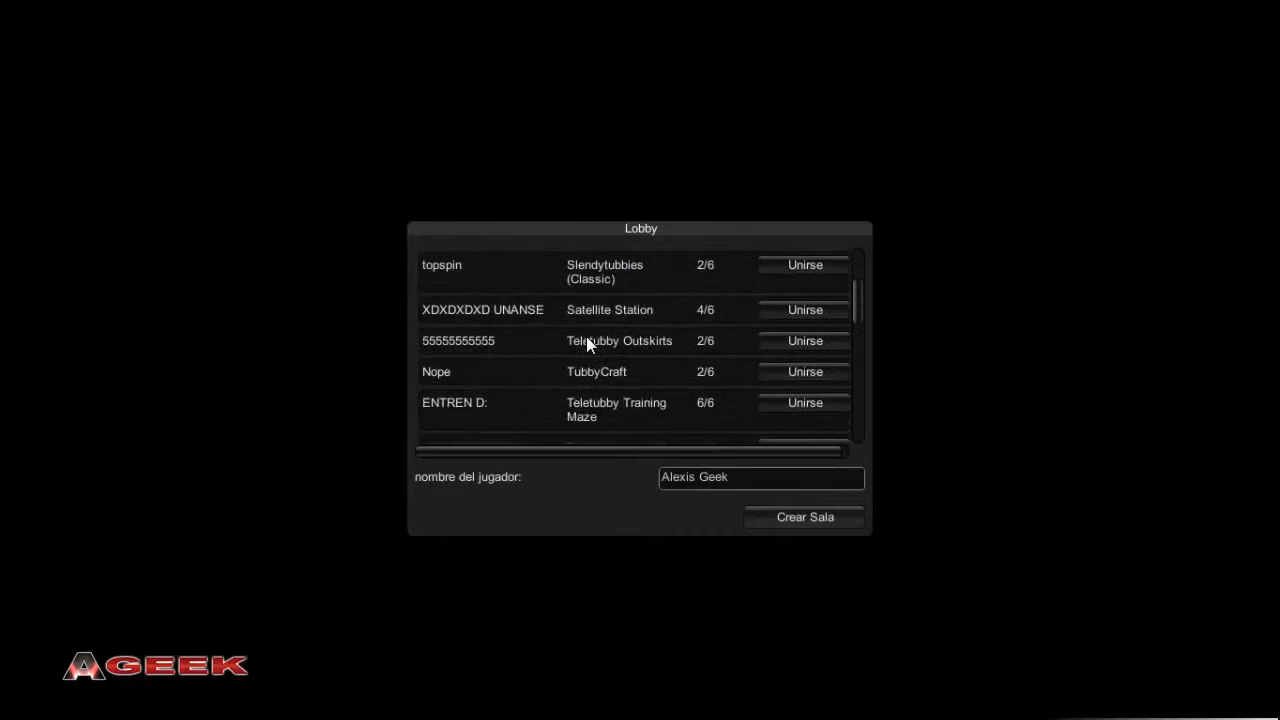 Lobby
topspin Slendytubbies (Classic) 2/6 Unirse
XDXDXDXD UNANSE Satellite Station 4/6 Unirse
55555555555 Teletubby Outskirts 2/6 Unirse
Nope TubbyCraft 2/6 Unirse
ENTREN D: Teletubby Training Maze 6/6 Unirse
nombre del jugador: Alexis Geek
Crear Sala
AGEEK